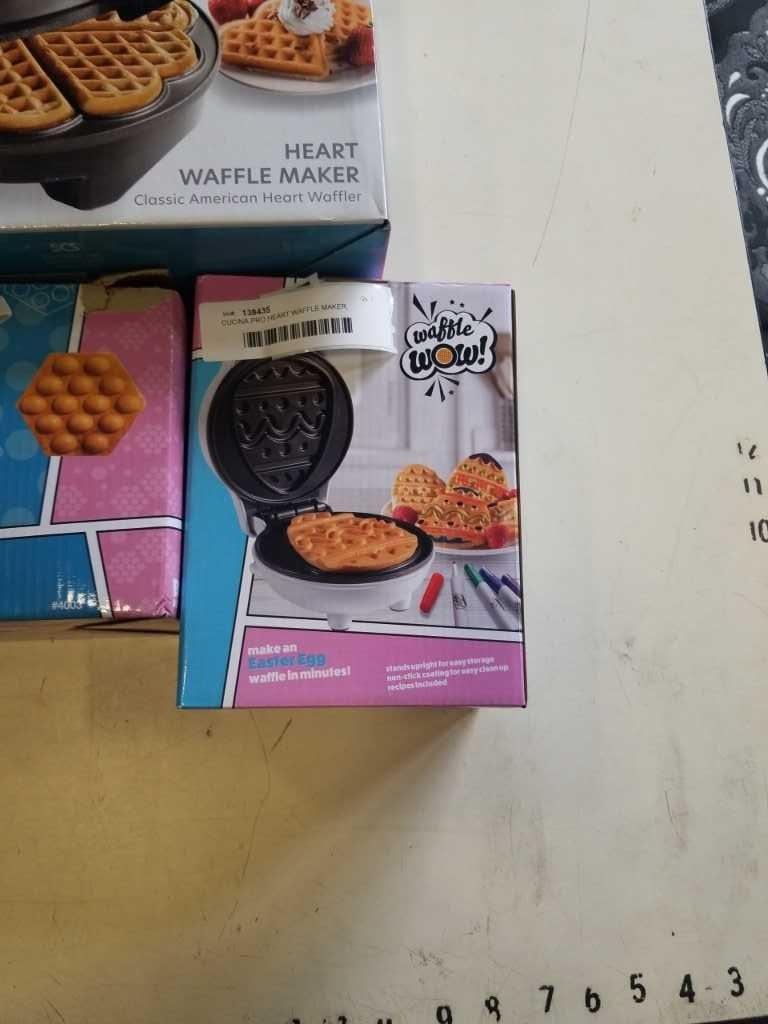 HEART
WAFFLE MAKER
Classic American Heart Waffler
SCS
138435
CUCINA PRO HEART WAFFLE MAKER,
waffle
WOW!
#4003
make an
Easter Egg
waffle in minutes!
stands upright for easy storage
non-click coating for easy clean up
recipes included
12
11
10
9 8 7 6 5 4 3